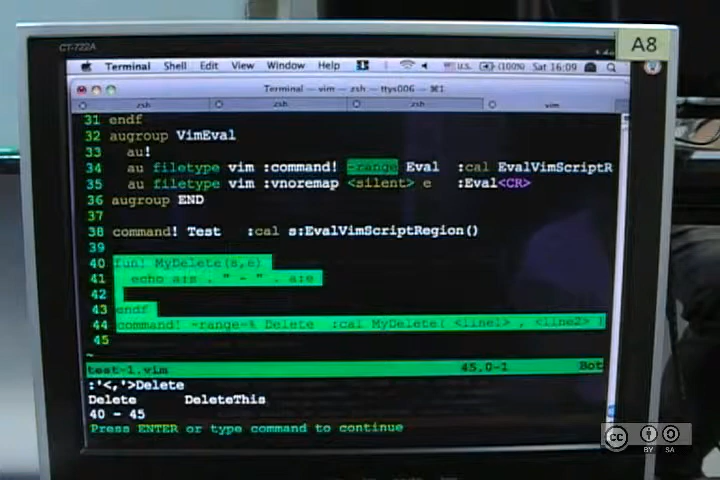 CT-722A
A8
Terminal Shell Edit View Window Help U.S. (100%) Sat 16:09
Terminal — vim — zsh — ttys006 — ⌘1
zsh zsh zsh vim
31 endf
32 augroup VimEval
33 au!
34 au filetype vim :command! -range Eval :cal EvalVimScriptR
35 au filetype vim :vnoremap <silent> e :Eval<CR>
36 augroup END
37
38 command! Test :cal s:EvalVimScriptRegion()
39
40 fun! MyDelete(s,e)
41 echo a:s . " - " . a:e
42
43 endf
44 command! -range=% Delete :cal MyDelete( <line1> , <line2> )
45
~
test-1.vim 45,0-1 Bot
:'<,'>Delete
Delete DeleteThis
40 - 45
Press ENTER or type command to continue
cc BY SA